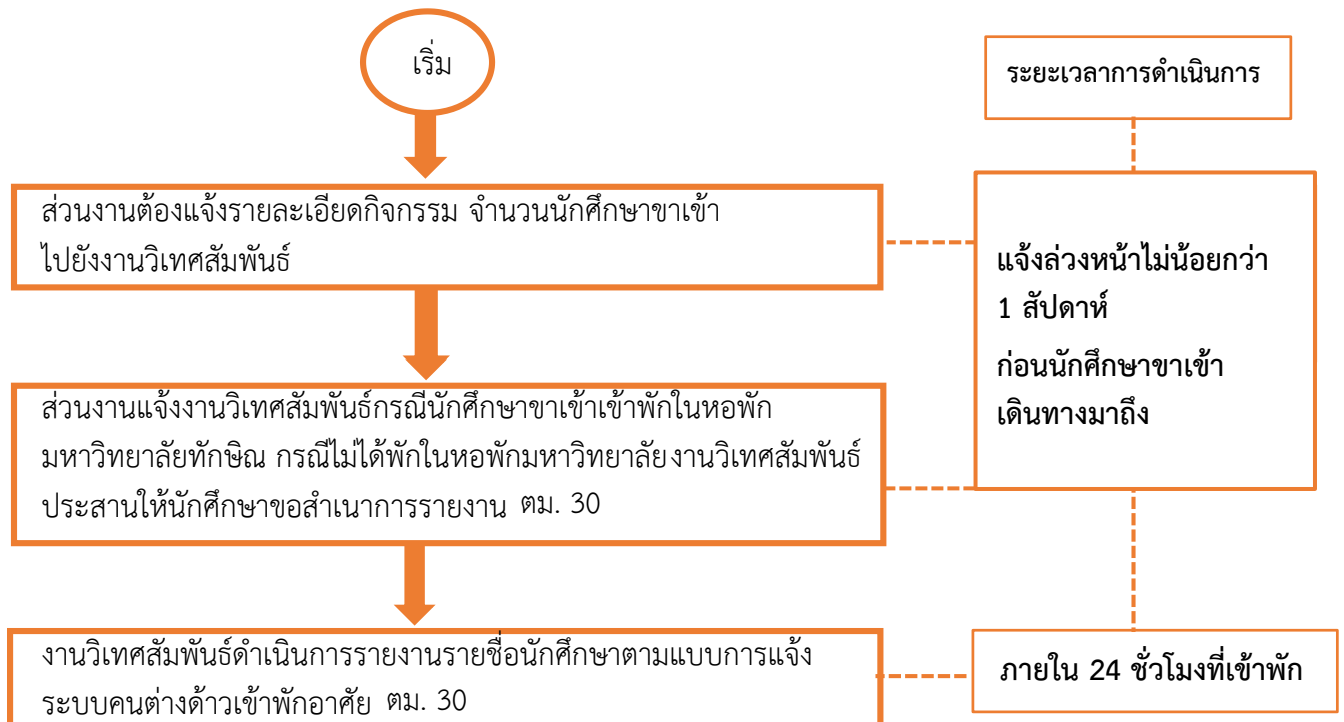 เริ่ม
ระยะเวลาการดำเนินการ
ส่วนงานต้องแจ้งรายละเอียดกิจกรรม จำนวนนักศึกษาขาเข้า
ไปยังงานวิเทศสัมพันธ์
แจ้งล่วงหน้าไม่น้อยกว่า
1 สัปดาห์
ก่อนนักศึกษาขาเข้า
เดินทางมาถึง
ส่วนงานแจ้งงานวิเทศสัมพันธ์กรณีนักศึกษาขาเข้าเข้าพักในหอพัก
มหาวิทยาลัยทักษิณ กรณีไม่ได้พักในหอพักมหาวิทยาลัยงานวิเทศสัมพันธ์
ประสานให้นักศึกษาขอสำเนาการรายงาน ตม. 30
งานวิเทศสัมพันธ์ดำเนินการรายงานรายชื่อนักศึกษาตามแบบการแจ้ง
ระบบคนต่างด้าวเข้าพักอาศัย ตม. 30
ภายใน 24 ชั่วโมงที่เข้าพัก